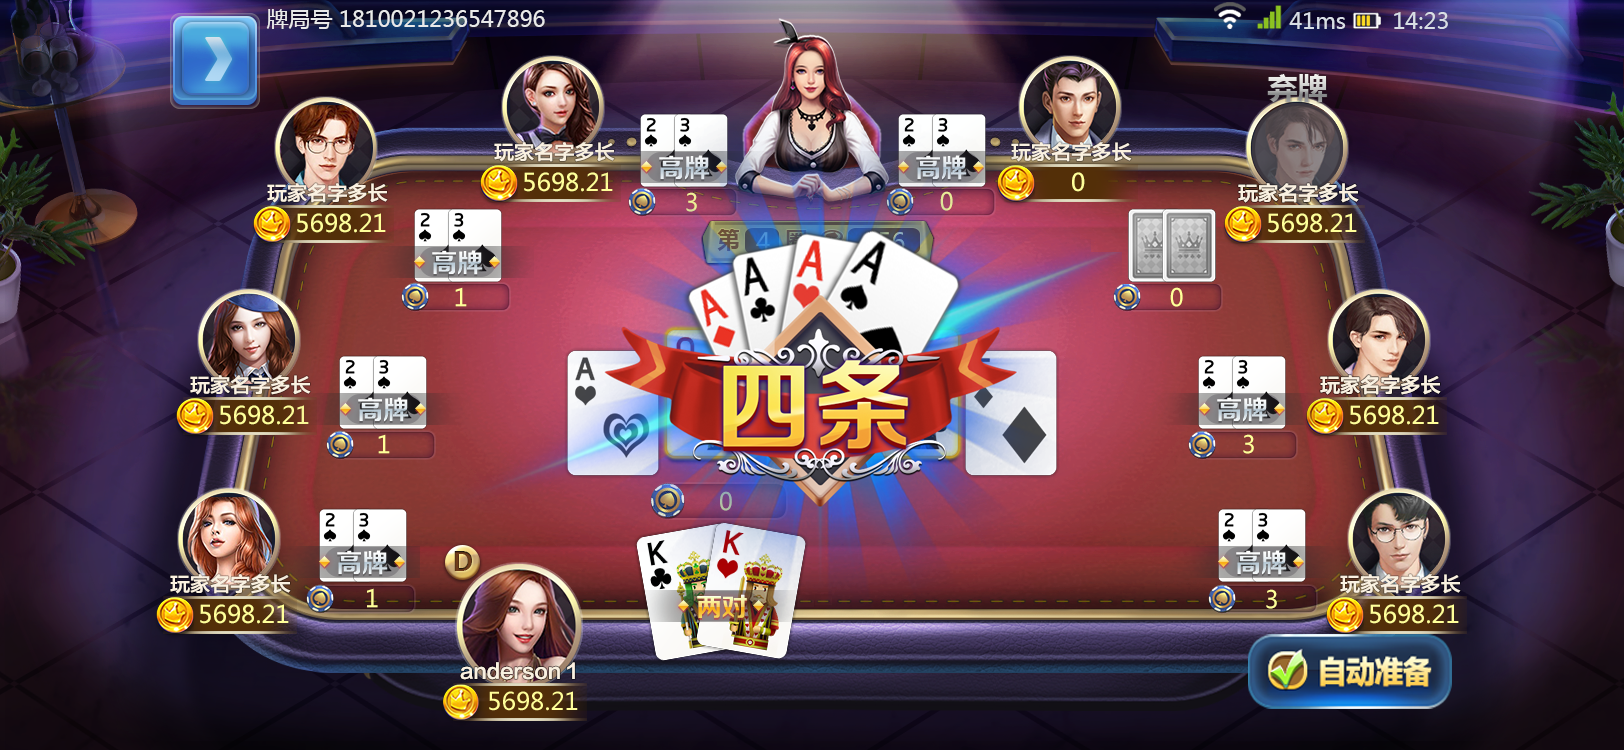 牌局号 1810021236547896
41ms 14:23
弃牌
玩家名字多长
5698.21
2 3
高牌
1
玩家名字多长
5698.21
2 3
高牌
3
2 3
高牌
0
玩家名字多长
0
玩家名字多长
5698.21
0
第 4
A A A A
四条
A
玩家名字多长
5698.21
2 3
高牌
1
2 3
高牌
3
玩家名字多长
5698.21
0
玩家名字多长
5698.21
2 3
高牌
1
D
K K
两对
anderson 1
5698.21
2 3
高牌
3
玩家名字多长
5698.21
自动准备